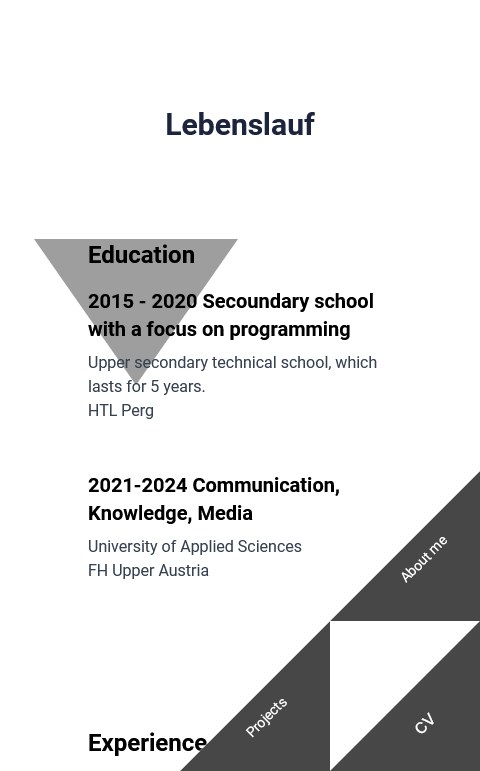 Lebenslauf
Education
2015 - 2020 Secoundary school
with a focus on programming
Upper secondary technical school, which
lasts for 5 years.
HTL Perg
2021-2024 Communication,
Knowledge, Media
University of Applied Sciences
FH Upper Austria
About me
Projects
CV
Experience